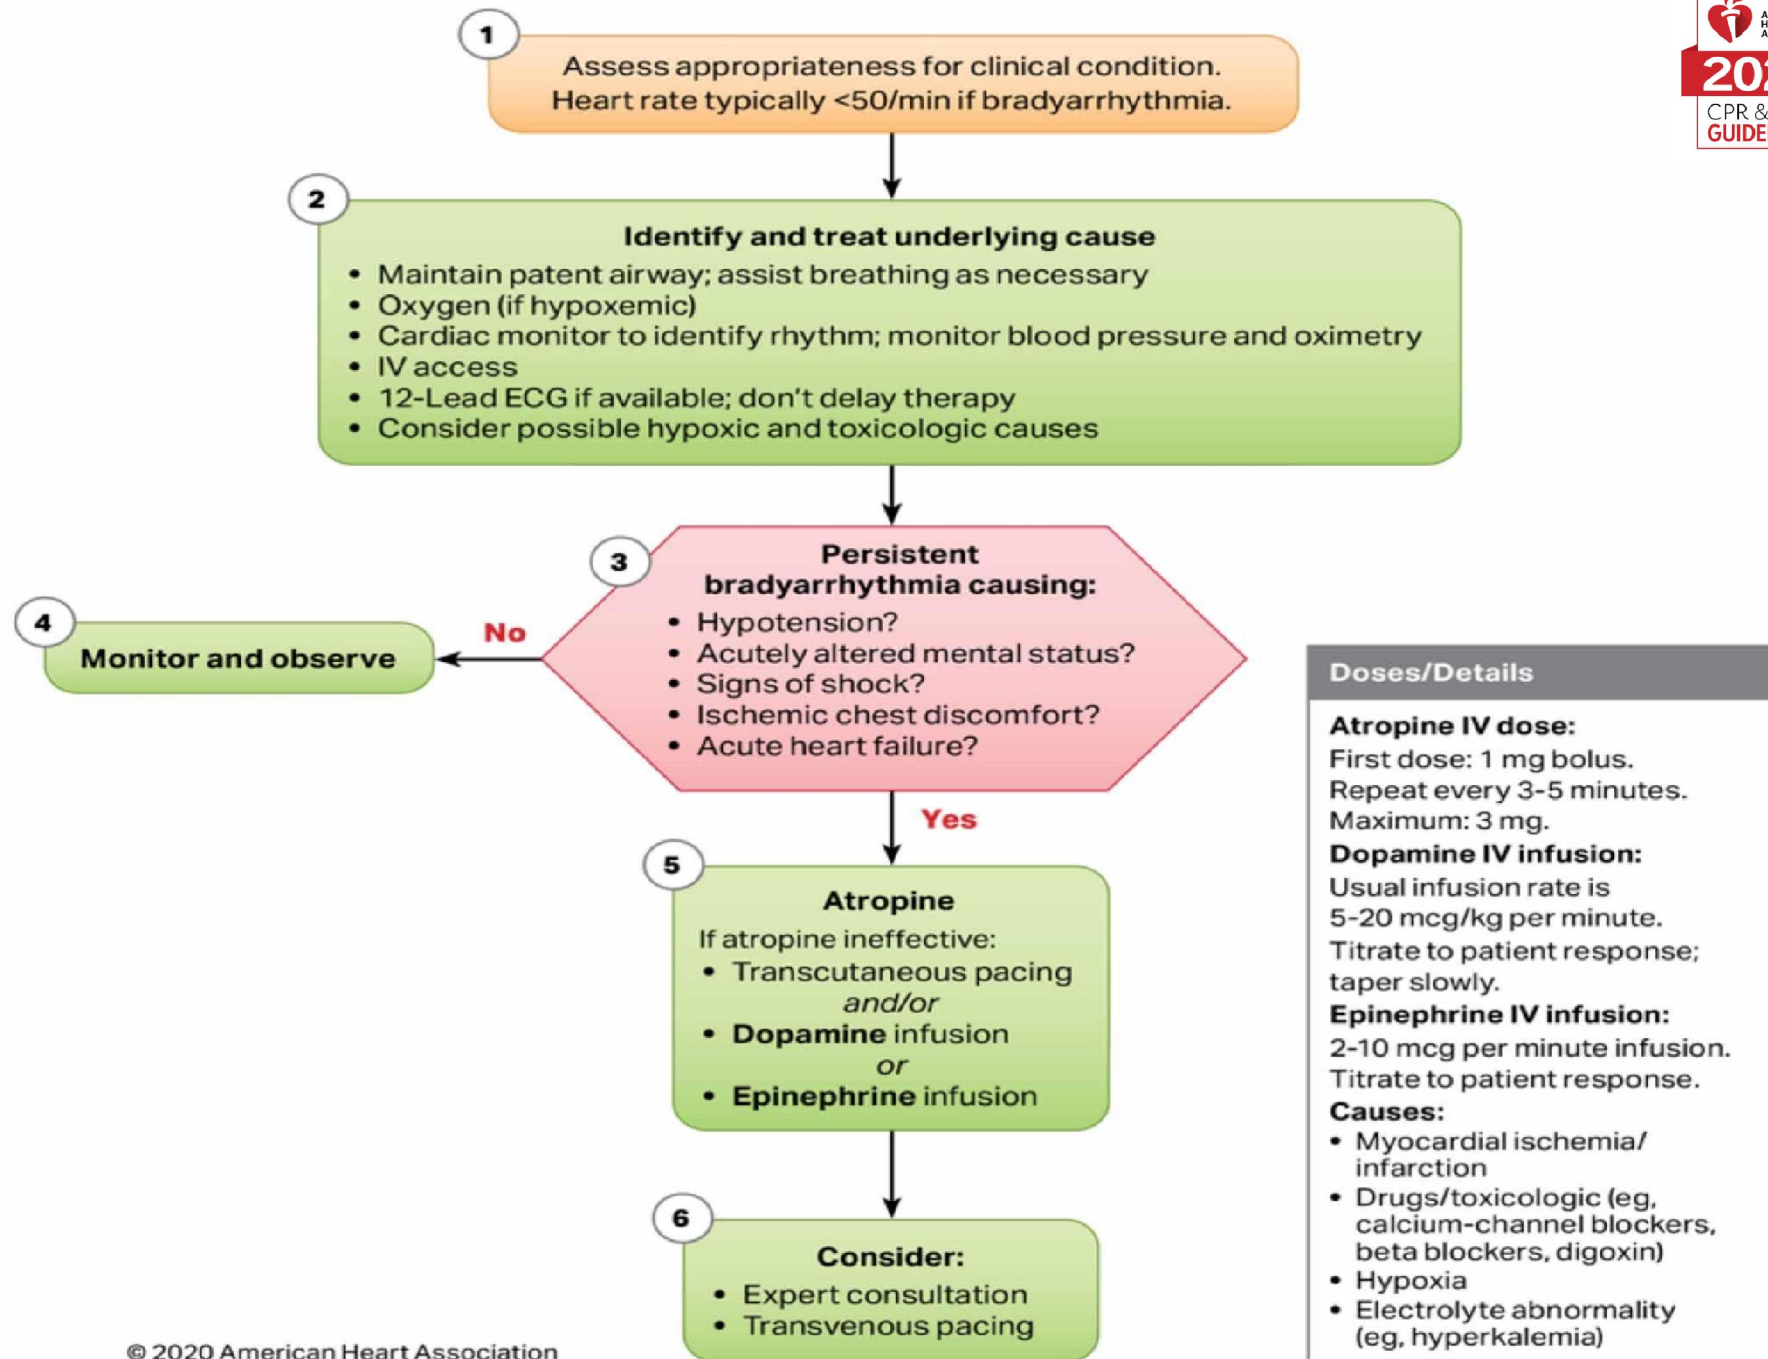 1
Assess appropriateness for clinical condition.
Heart rate typically <50/min if bradyarrhythmia.
CPR &
2
Identify and treat underlying cause
• Maintain patent airway; assist breathing as necessary
• Oxygen (if hypoxemic)
• Cardiac monitor to identify rhythm; monitor blood pressure and oximetry
• IV access
• 12-Lead ECG if available; don't delay therapy
• Consider possible hypoxic and toxicologic causes
3
Persistent
bradyarrhythmia causing:
• Hypotension?
• Acutely altered mental status?
• Signs of shock?
• Ischemic chest discomfort?
• Acute heart failure?
No
4
Monitor and observe
Yes
5
Atropine
If atropine ineffective:
• Transcutaneous pacing
and/or
• Dopamine infusion
or
• Epinephrine infusion
6
Consider:
• Expert consultation
• Transvenous pacing
Doses/Details
Atropine IV dose:
First dose: 1 mg bolus.
Repeat every 3-5 minutes.
Maximum: 3 mg.
Dopamine IV infusion:
Usual infusion rate is
5-20 mcg/kg per minute.
Titrate to patient response;
taper slowly.
Epinephrine IV infusion:
2-10 mcg per minute infusion.
Titrate to patient response.
Causes:
• Myocardial ischemia/
infarction
• Drugs/toxicologic (eg,
calcium-channel blockers,
beta blockers, digoxin)
• Hypoxia
• Electrolyte abnormality
(eg, hyperkalemia)
© 2020 American Heart Association